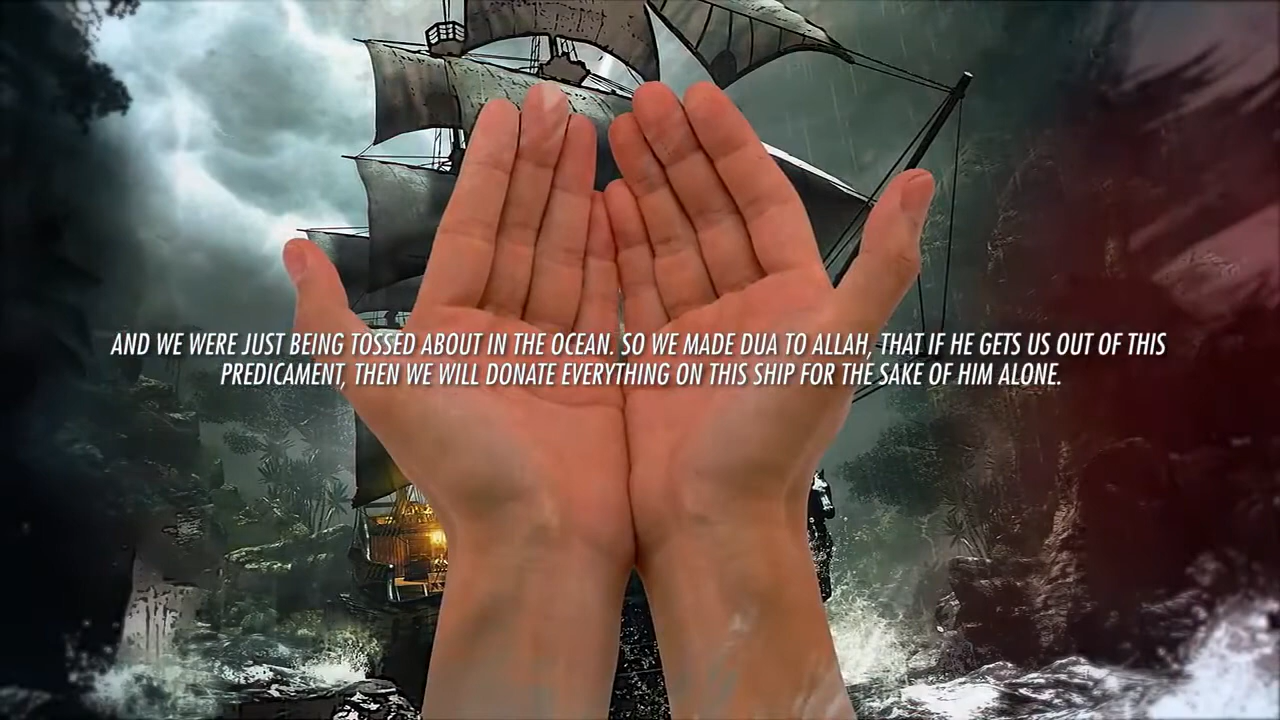 AND WE WERE JUST BEING TOSSED ABOUT IN THE OCEAN. SO WE MADE DUA TO ALLAH, THAT IF HE GETS US OUT OF THIS
PREDICAMENT, THEN WE WILL DONATE EVERYTHING ON THIS SHIP FOR THE SAKE OF HIM ALONE.